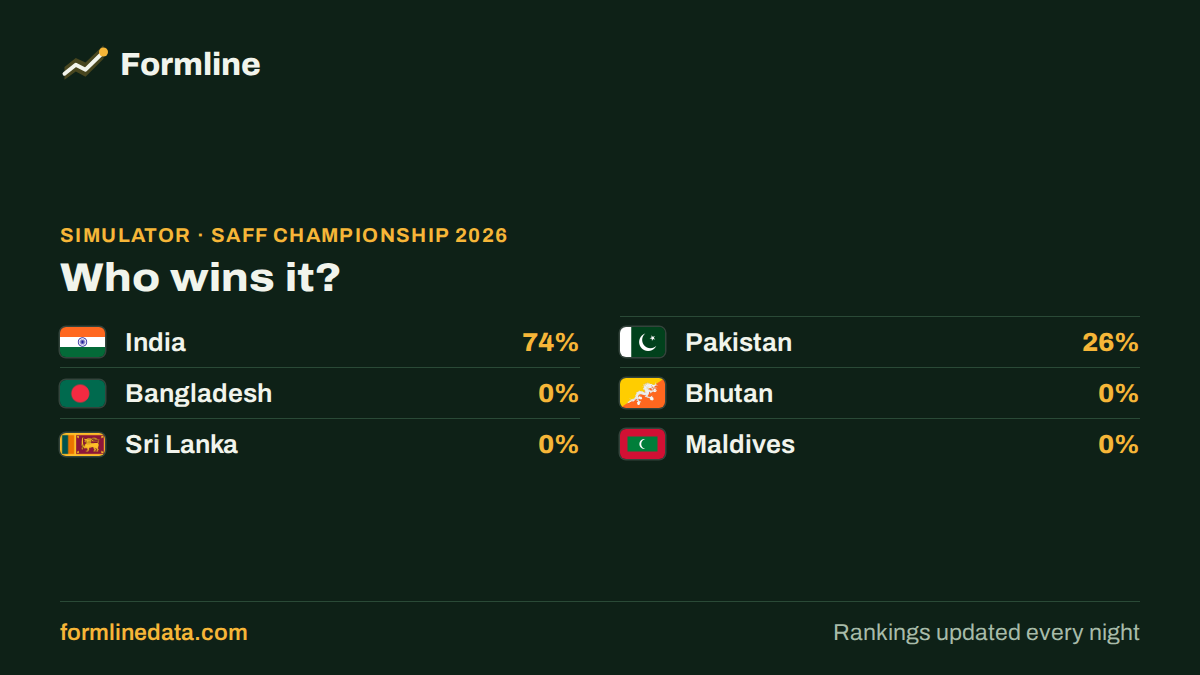 Formline
SIMULATOR · SAFF CHAMPIONSHIP 2026
Who wins it?
India 74%
Pakistan 26%
Bangladesh 0%
Bhutan 0%
Sri Lanka 0%
Maldives 0%
formlinedata.com
Rankings updated every night